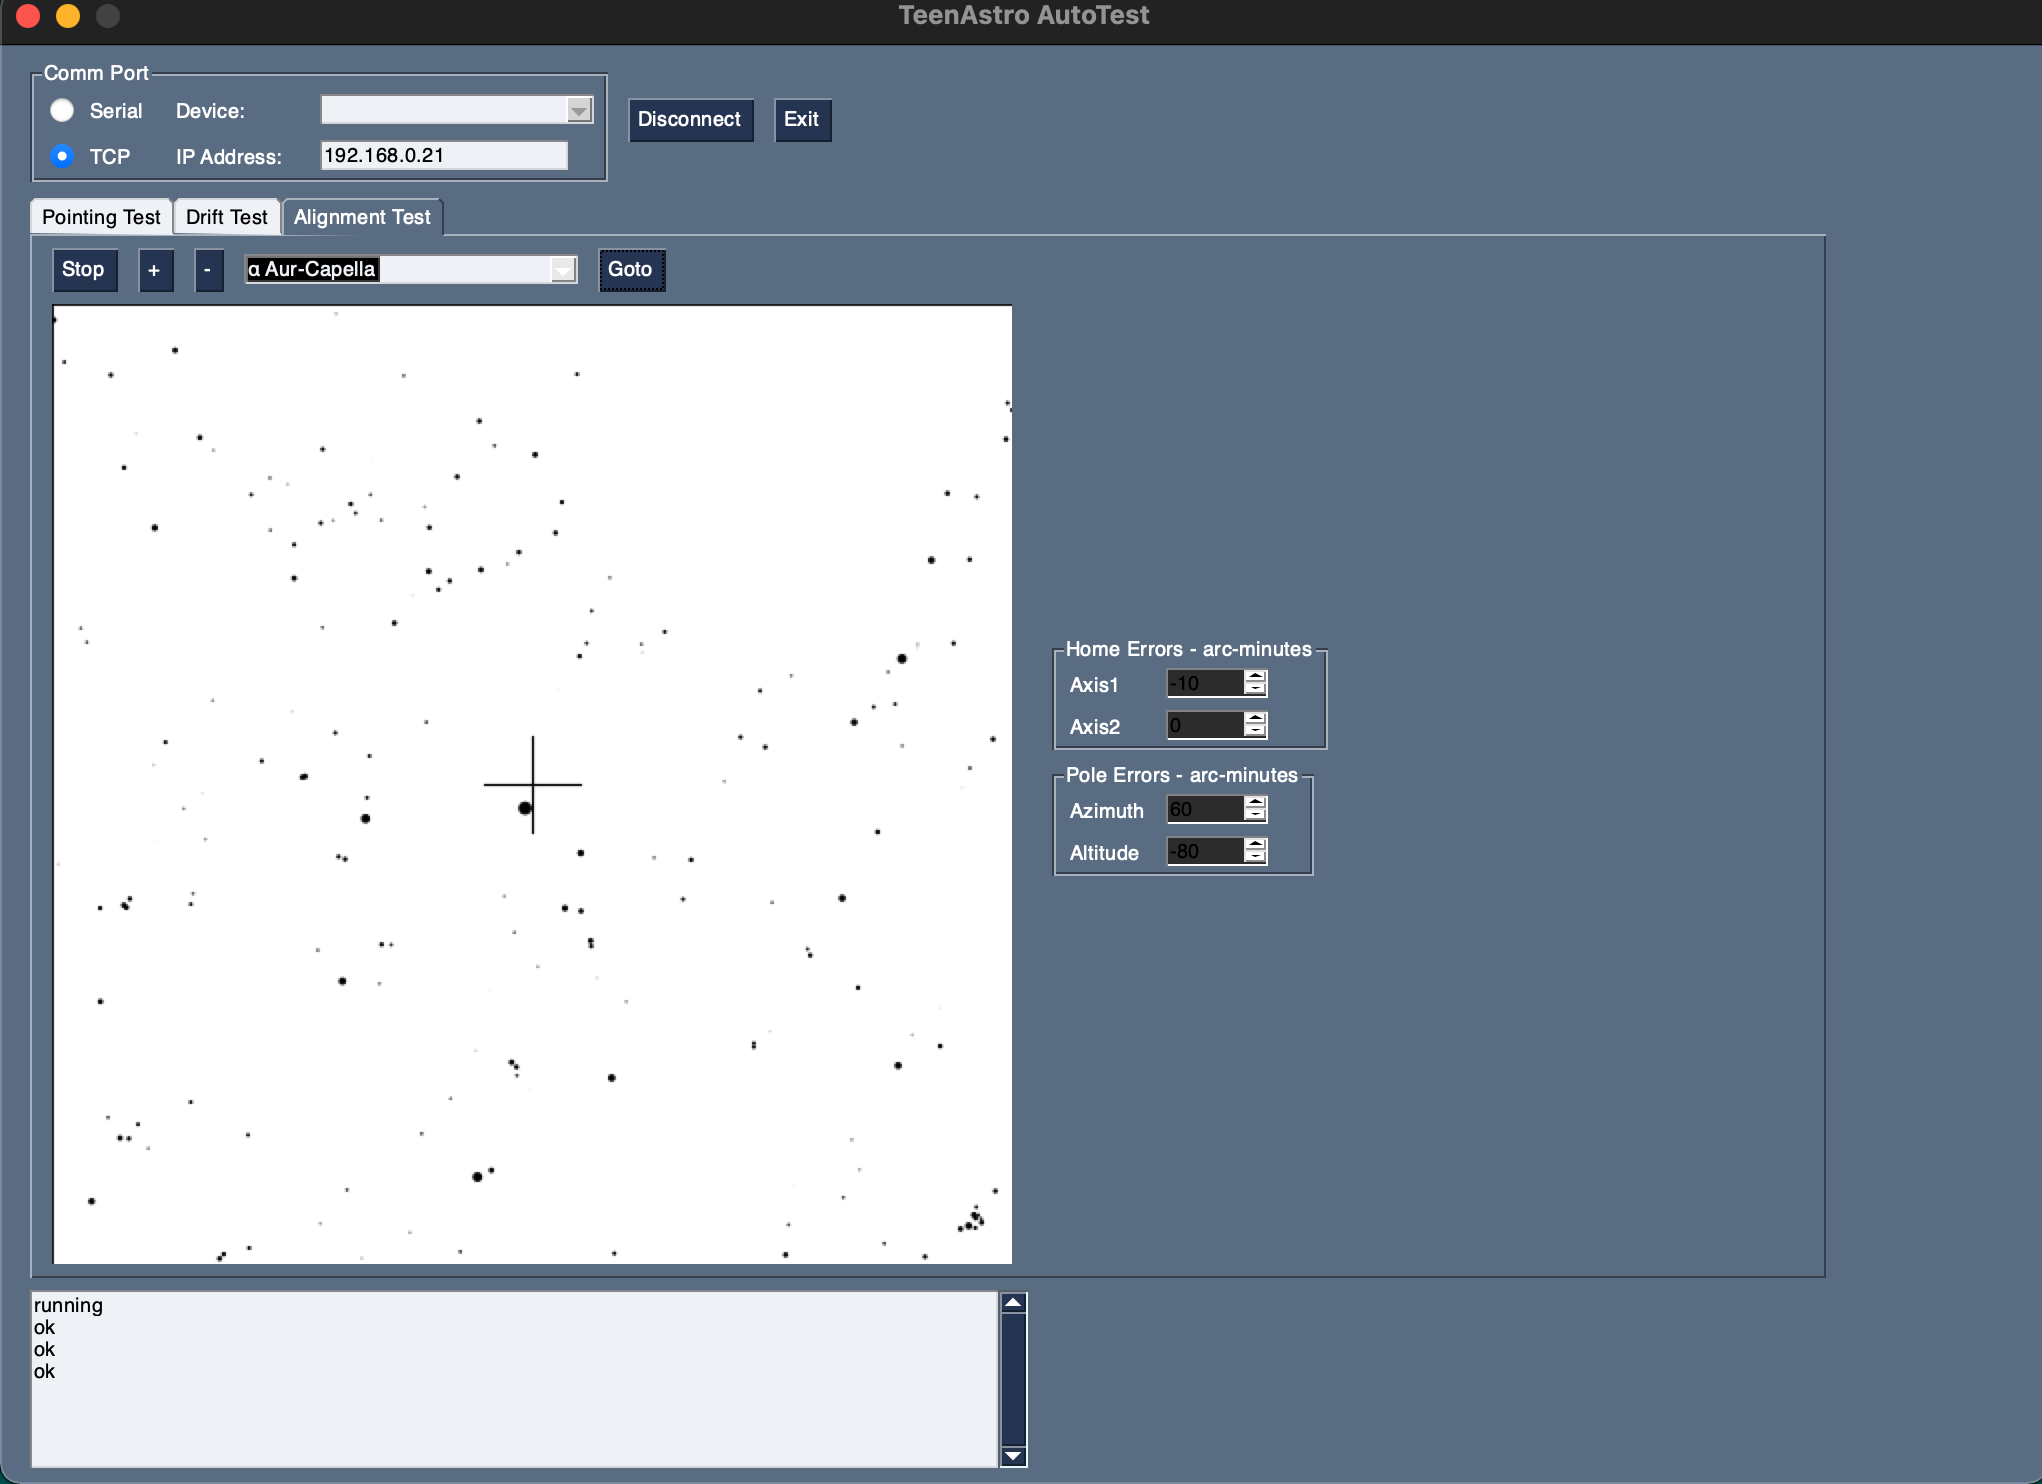 TeenAstro AutoTest
Comm Port
Serial Device:
TCP IP Address: 192.168.0.21
Disconnect Exit
Pointing Test Drift Test Alignment Test
Stop + - α Aur-Capella Goto
Home Errors - arc-minutes
Axis1 -10
Axis2 0
Pole Errors - arc-minutes
Azimuth 60
Altitude -80
running
ok
ok
ok